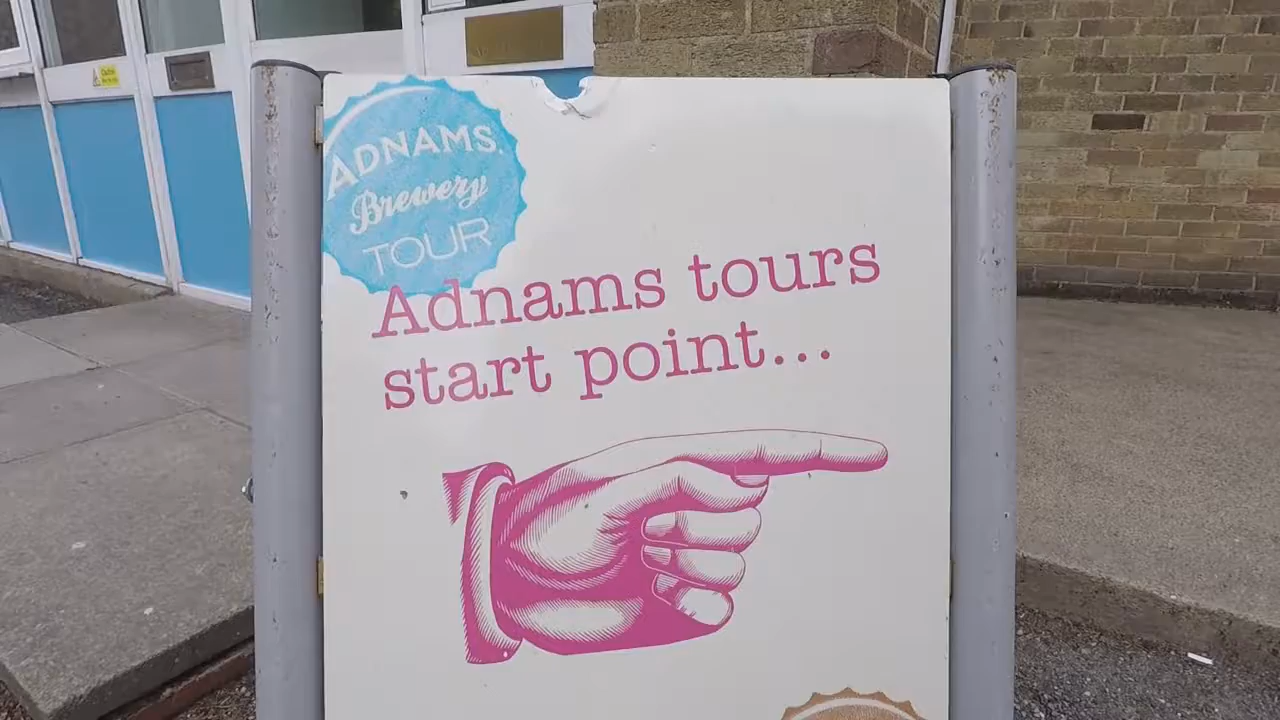 ADNAMS
Brewery
TOUR
Adnams tours
start point...